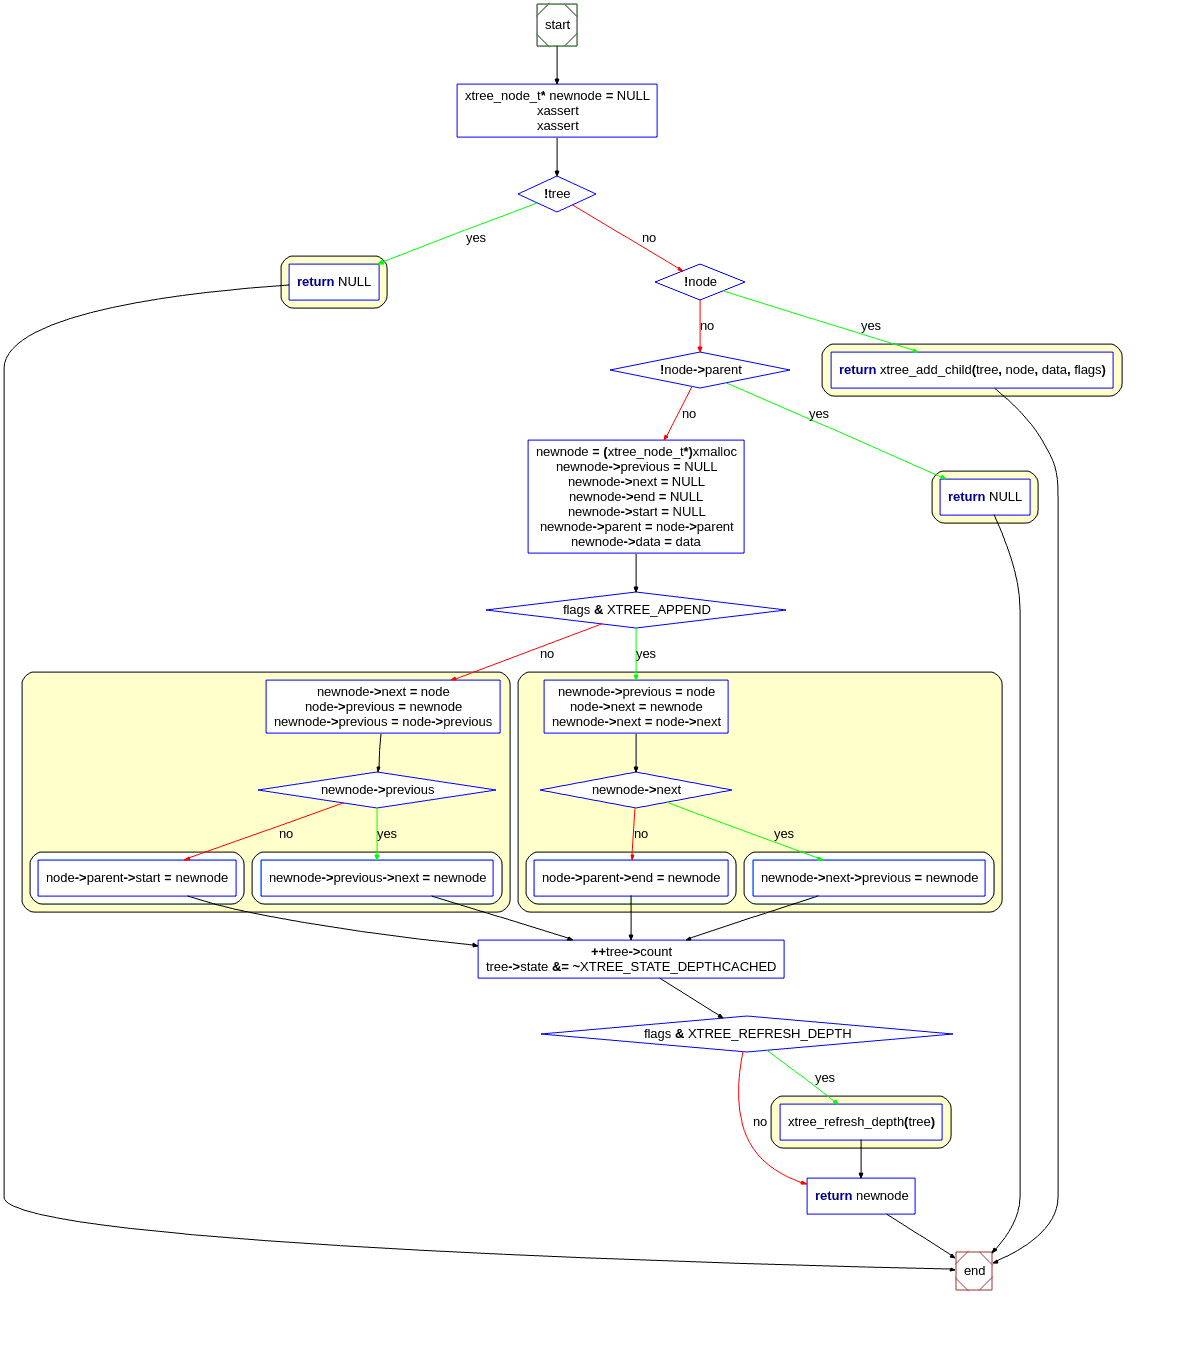 start
xtree_node_t* newnode = NULL
xassert
xassert
!tree
yes
no
return NULL
!node
no
yes
!node->parent
return xtree_add_child(tree, node, data, flags)
no
yes
newnode = (xtree_node_t*)xmalloc
newnode->previous = NULL
newnode->next = NULL
newnode->end = NULL
newnode->start = NULL
newnode->parent = node->parent
newnode->data = data
return NULL
flags & XTREE_APPEND
no
yes
newnode->next = node
node->previous = newnode
newnode->previous = node->previous
newnode->previous = node
node->next = newnode
newnode->next = node->next
newnode->previous
newnode->next
no
yes
no
yes
node->parent->start = newnode
newnode->previous->next = newnode
node->parent->end = newnode
newnode->next->previous = newnode
++tree->count
tree->state &= ~XTREE_STATE_DEPTHCACHED
flags & XTREE_REFRESH_DEPTH
yes
no
xtree_refresh_depth(tree)
return newnode
end